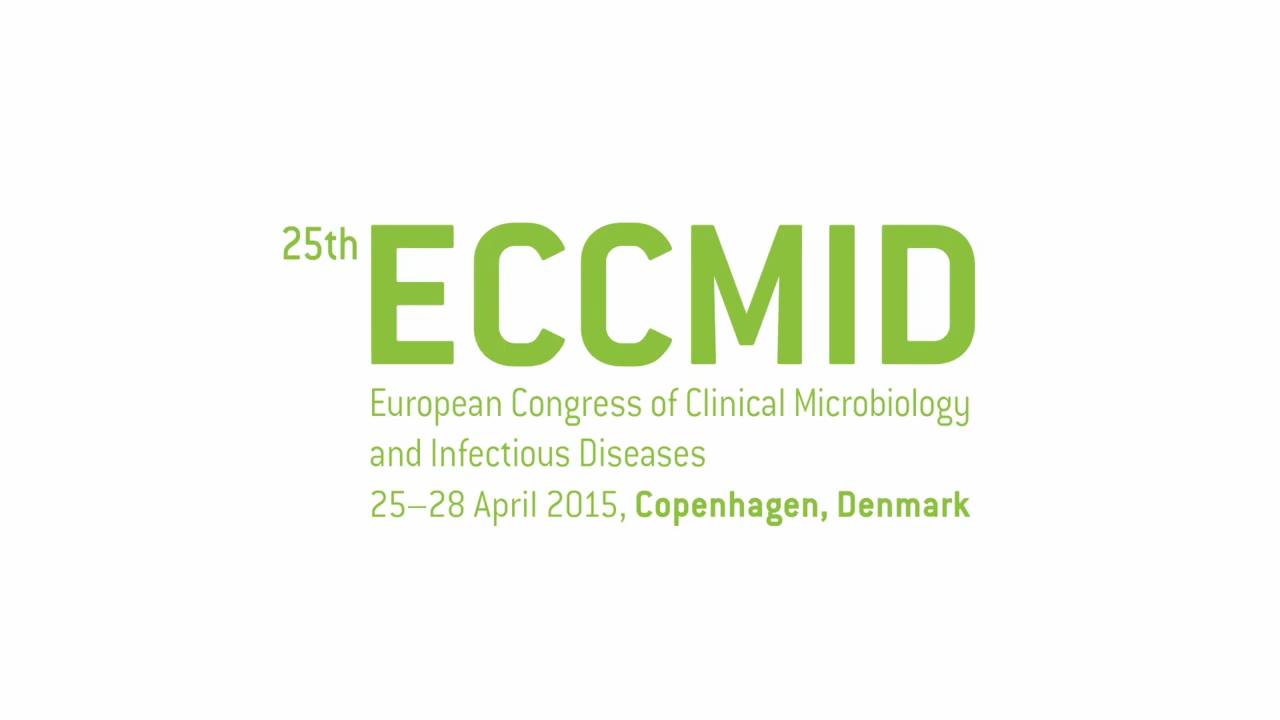 25th ECCMID
European Congress of Clinical Microbiology
and Infectious Diseases
25–28 April 2015, Copenhagen, Denmark